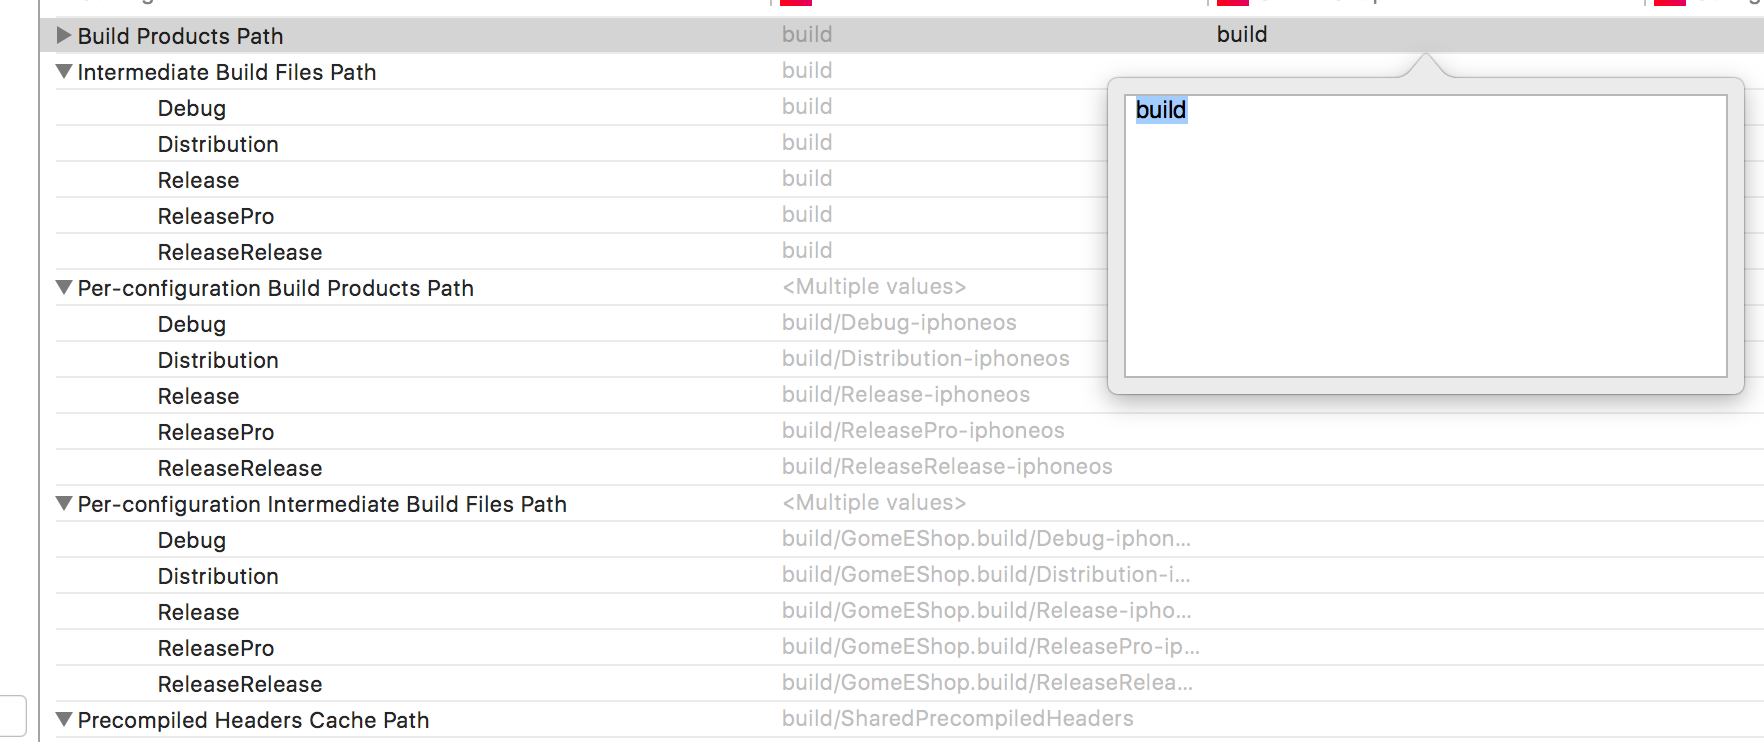 Build Products Path build build
Intermediate Build Files Path build
build
Debug build
Distribution build
Release build
ReleasePro build
ReleaseRelease build
Per-configuration Build Products Path <Multiple values>
Debug build/Debug-iphoneos
Distribution build/Distribution-iphoneos
Release build/Release-iphoneos
ReleasePro build/ReleasePro-iphoneos
ReleaseRelease build/ReleaseRelease-iphoneos
Per-configuration Intermediate Build Files Path <Multiple values>
Debug build/GomeEShop.build/Debug-iphon...
Distribution build/GomeEShop.build/Distribution-i...
Release build/GomeEShop.build/Release-ipho...
ReleasePro build/GomeEShop.build/ReleasePro-ip...
ReleaseRelease build/GomeEShop.build/ReleaseRelea...
Precompiled Headers Cache Path build/SharedPrecompiledHeaders